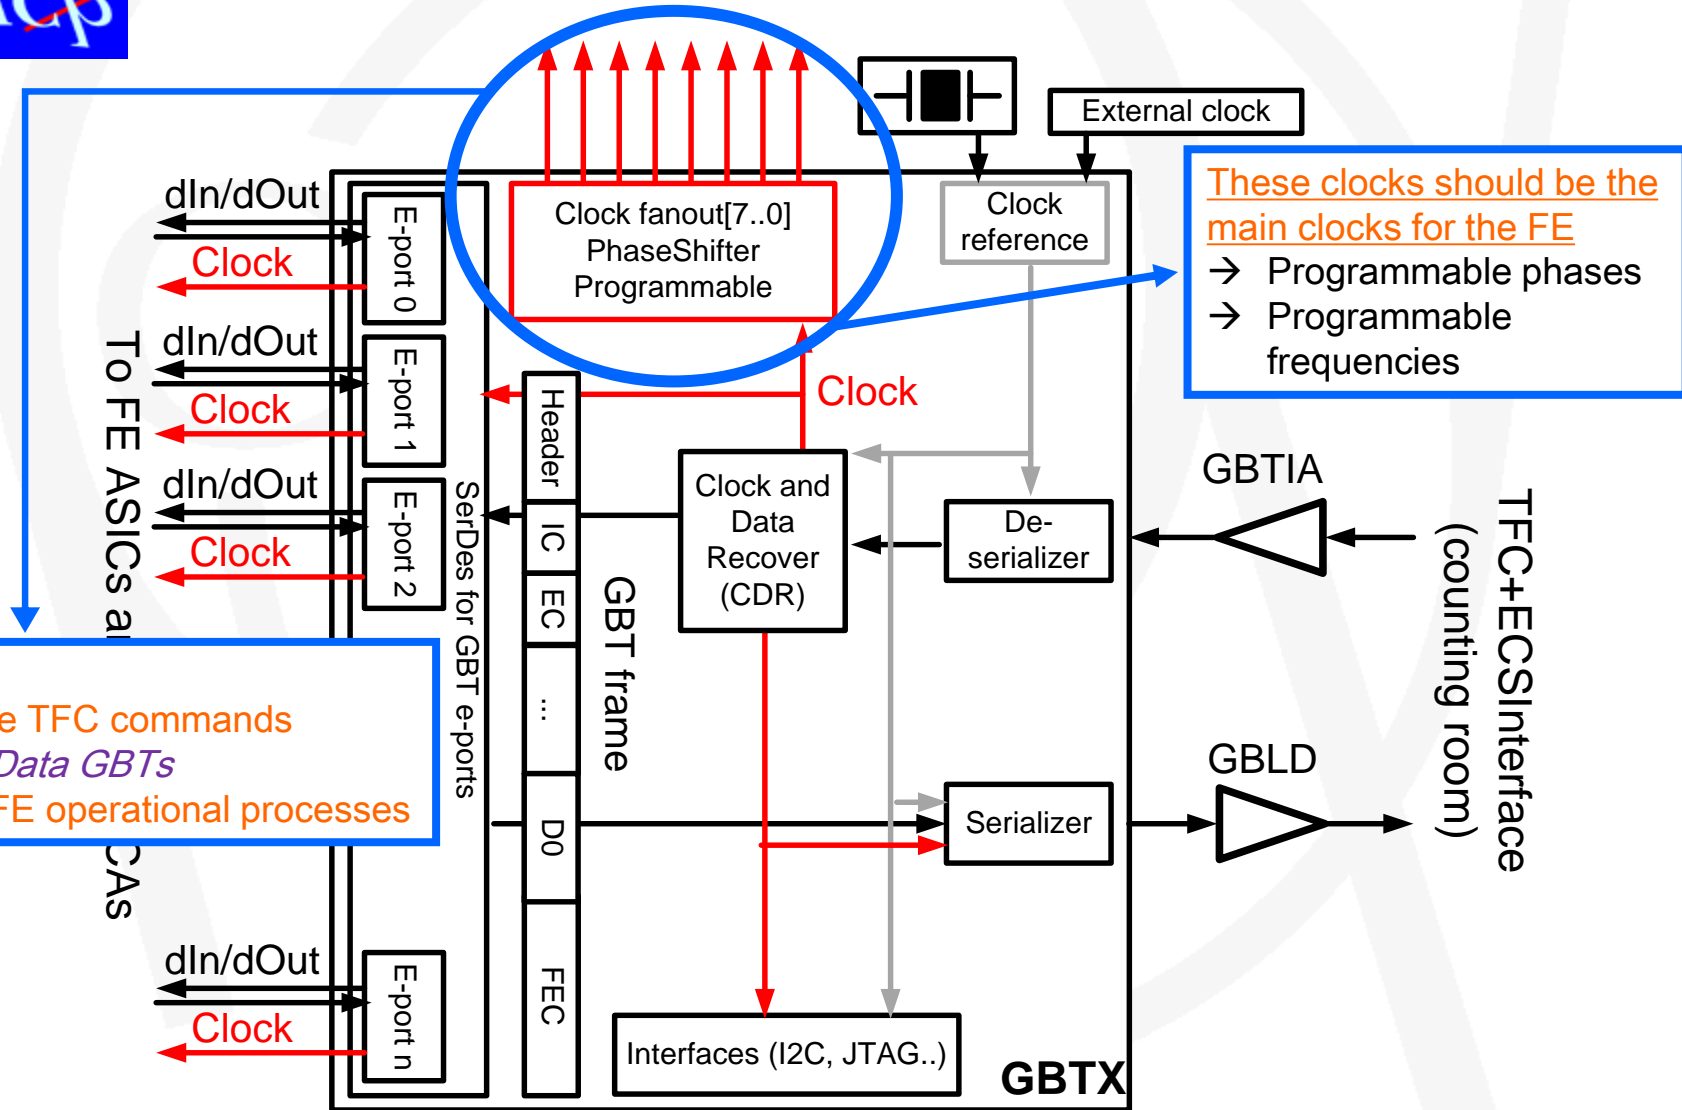 External clock
These clocks should be the
main clocks for the FE
→ Programmable phases
→ Programmable
frequencies
Clock fanout[7..0]
PhaseShifter
Programmable
Clock
reference
dIn/dOut
Clock
E-port 0
dIn/dOut
Clock
E-port 1
dIn/dOut
Clock
E-port 2
dIn/dOut
Clock
E-port n
To FE ASICs
CAs
SerDes for GBT e-ports
Header
IC
EC
...
D0
FEC
GBT frame
Clock
Clock and
Data
Recover
(CDR)
De-
serializer
GBTIA
TFC+ECSInterface
(counting room)
GBLD
Serializer
TFC commands
Data GBTs
FE operational processes
Interfaces (I2C, JTAG..)
GBTX